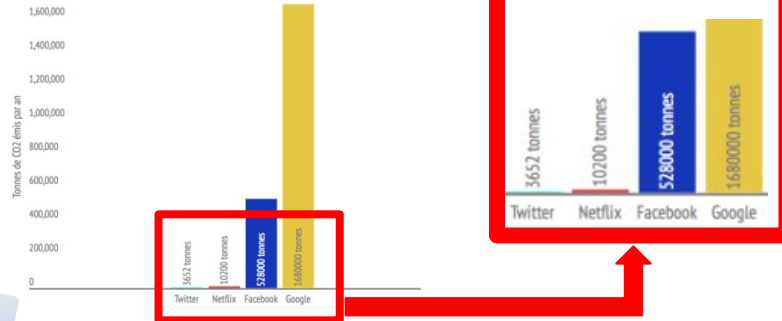 Tonnes de CO2 émis par an
1,600,000
1,400,000
1,200,000
1,000,000
800,000
600,000
400,000
200,000
0
3652 tonnes
10200 tonnes
528000 tonnes
1680000 tonnes
Twitter Netflix Facebook Google
3652 tonnes
10200 tonnes
528000 tonnes
1680000 tonnes
Twitter Netflix Facebook Google